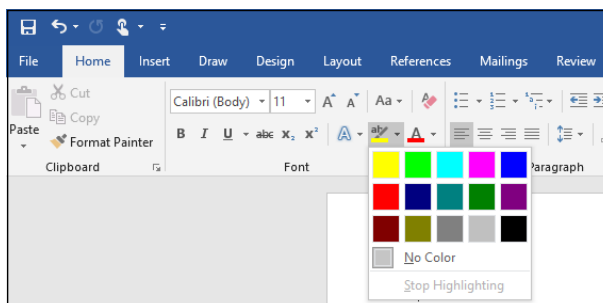 File Home Insert Draw Design Layout References Mailings Review
Cut
Calibri (Body) 11 A A Aa
Copy
Paste
Format Painter
B I U abc X₂ X² A aby A
Clipboard Font Paragraph
No Color
Stop Highlighting